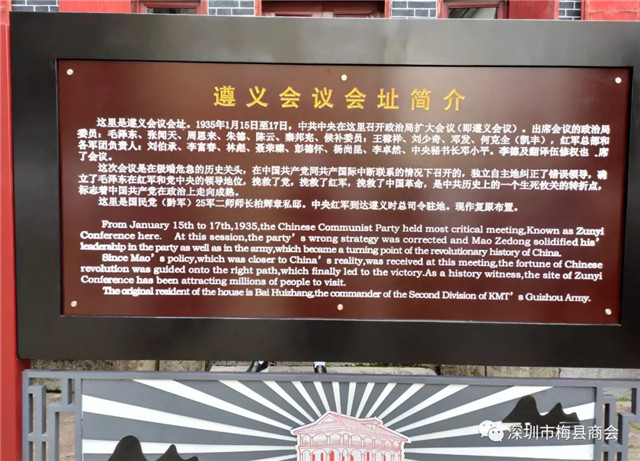 遵义会议会址简介
这里是遵义会议会址。1935年1月15日至17日，中共中央在这里召开政治局扩大会议（即遵义会议）。出席会议的政治局
委员：毛泽东、张闻天、周恩来、朱德、陈云、秦邦宪、候补委员：王稼祥、刘少奇、邓发、何克全（凯丰），红军总部和
各军团负责人：刘伯承、李富春、林彪、聂荣臻、彭德怀、杨尚昆、李卓然、中央秘书长邓小平。李德及翻译伍修权也 席
了会议。
这次会议是在极端危急的历史关头，在中国共产党同共产国际中断联系的情况下召开的，独立自主地纠正了错误领导，确
立了毛泽东在红军和党中央的领导地位，挽救了党，挽救了红军，挽救了中国革命，是中共历史上的一个生死攸关的转折点，
标志着中国共产党在政治上走向成熟。
这里是国民党（黔军）25军二师师长柏辉章私邸。中央红军到达遵义时总司令驻地。现作复原布置。
From January 15th to 17th,1935,the Chinese Communist Party held most critical meeting,Known as Zunyi
Conference here. At this session,the party's wrong strategy was corrected and Mao Zedong solidified his'
leadership in the party as well as in the army,which became a turning point of the revolutionary history of China.
Since Mao's policy,which was closer to China's reality,was received at this meeting,the fortune of Chinese
revolution was guided onto the right path,which finally led to the victory.As a history witness,the site of Zunyi
Conference has been attracting millions of people to visit.
The original resident of the house is Bai Huizhang,the commander of the Second Division of KMT's Guizhou Army.
深圳市梅县商会